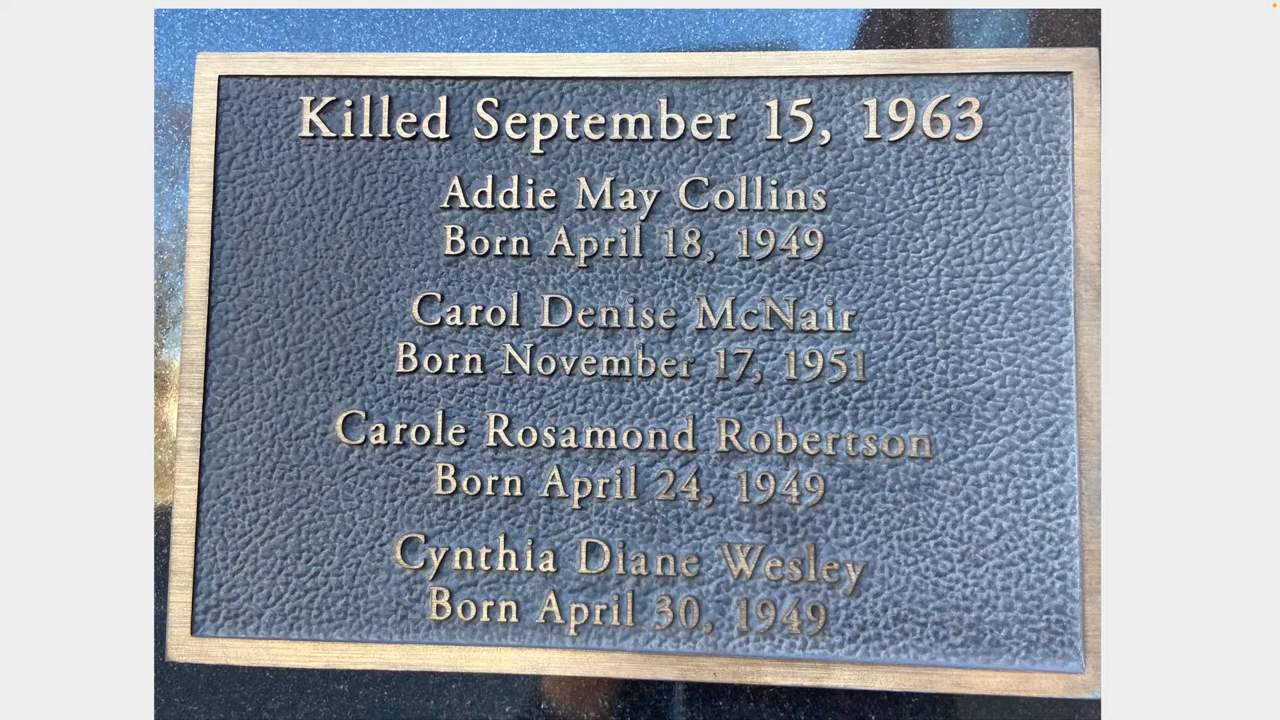 Killed September 15, 1963
Addie May Collins
Born April 18, 1949
Carol Denise McNair
Born November 17, 1951
Carole Rosamond Robertson
Born April 24, 1949
Cynthia Diane Wesley
Born April 30, 1949